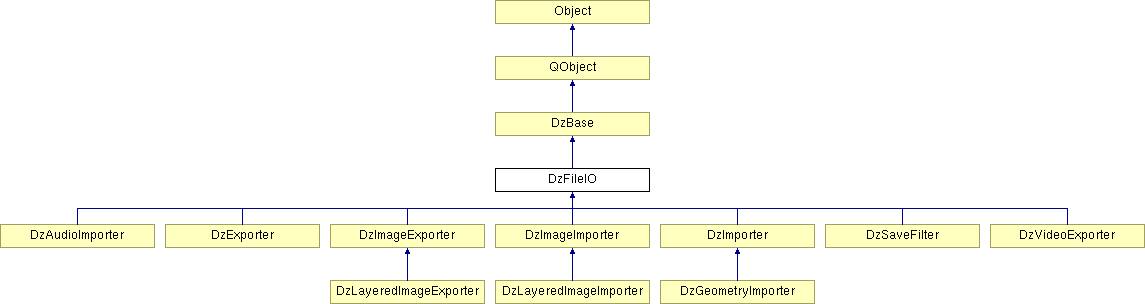 Object
QObject
DzBase
DzFileIO
DzAudioImporter
DzExporter
DzImageExporter
DzImageImporter
DzImporter
DzSaveFilter
DzVideoExporter
DzLayeredImageExporter
DzLayeredImageImporter
DzGeometryImporter